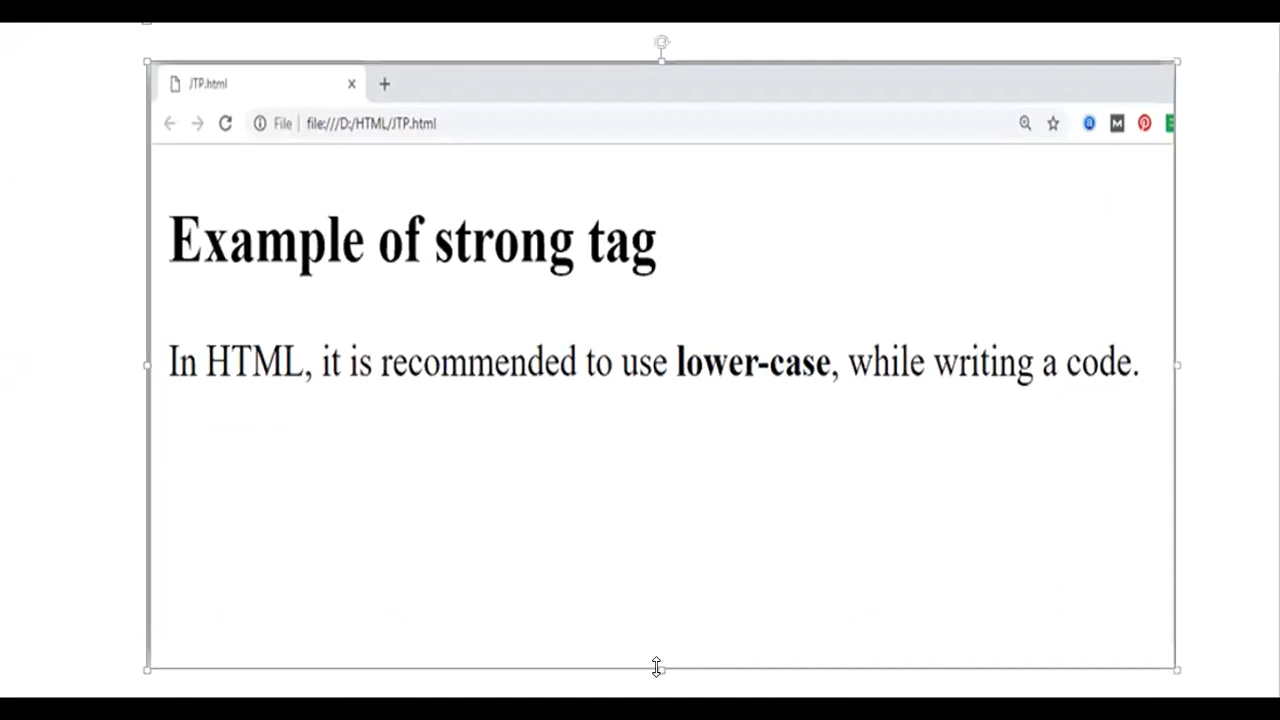 JTP.html
File | file:///D:/HTML/JTP.html
Example of strong tag
In HTML, it is recommended to use lower-case, while writing a code.